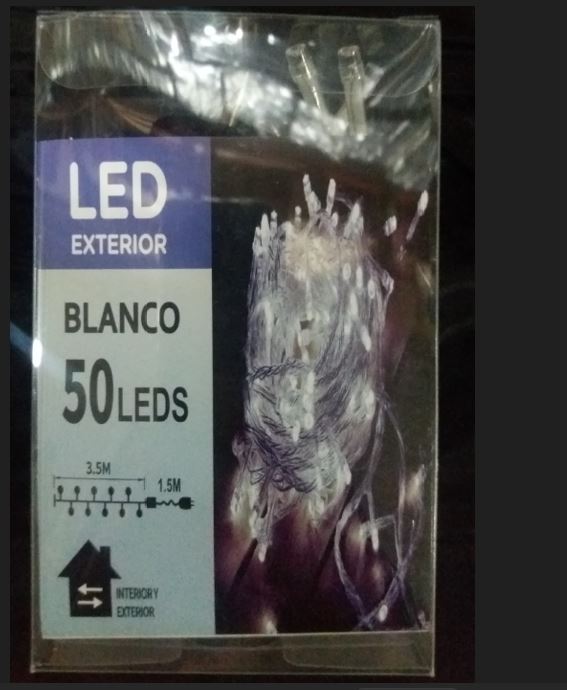 LED
EXTERIOR
BLANCO
50LEDS
3.5M
1.5M
INTERIOR Y
EXTERIOR